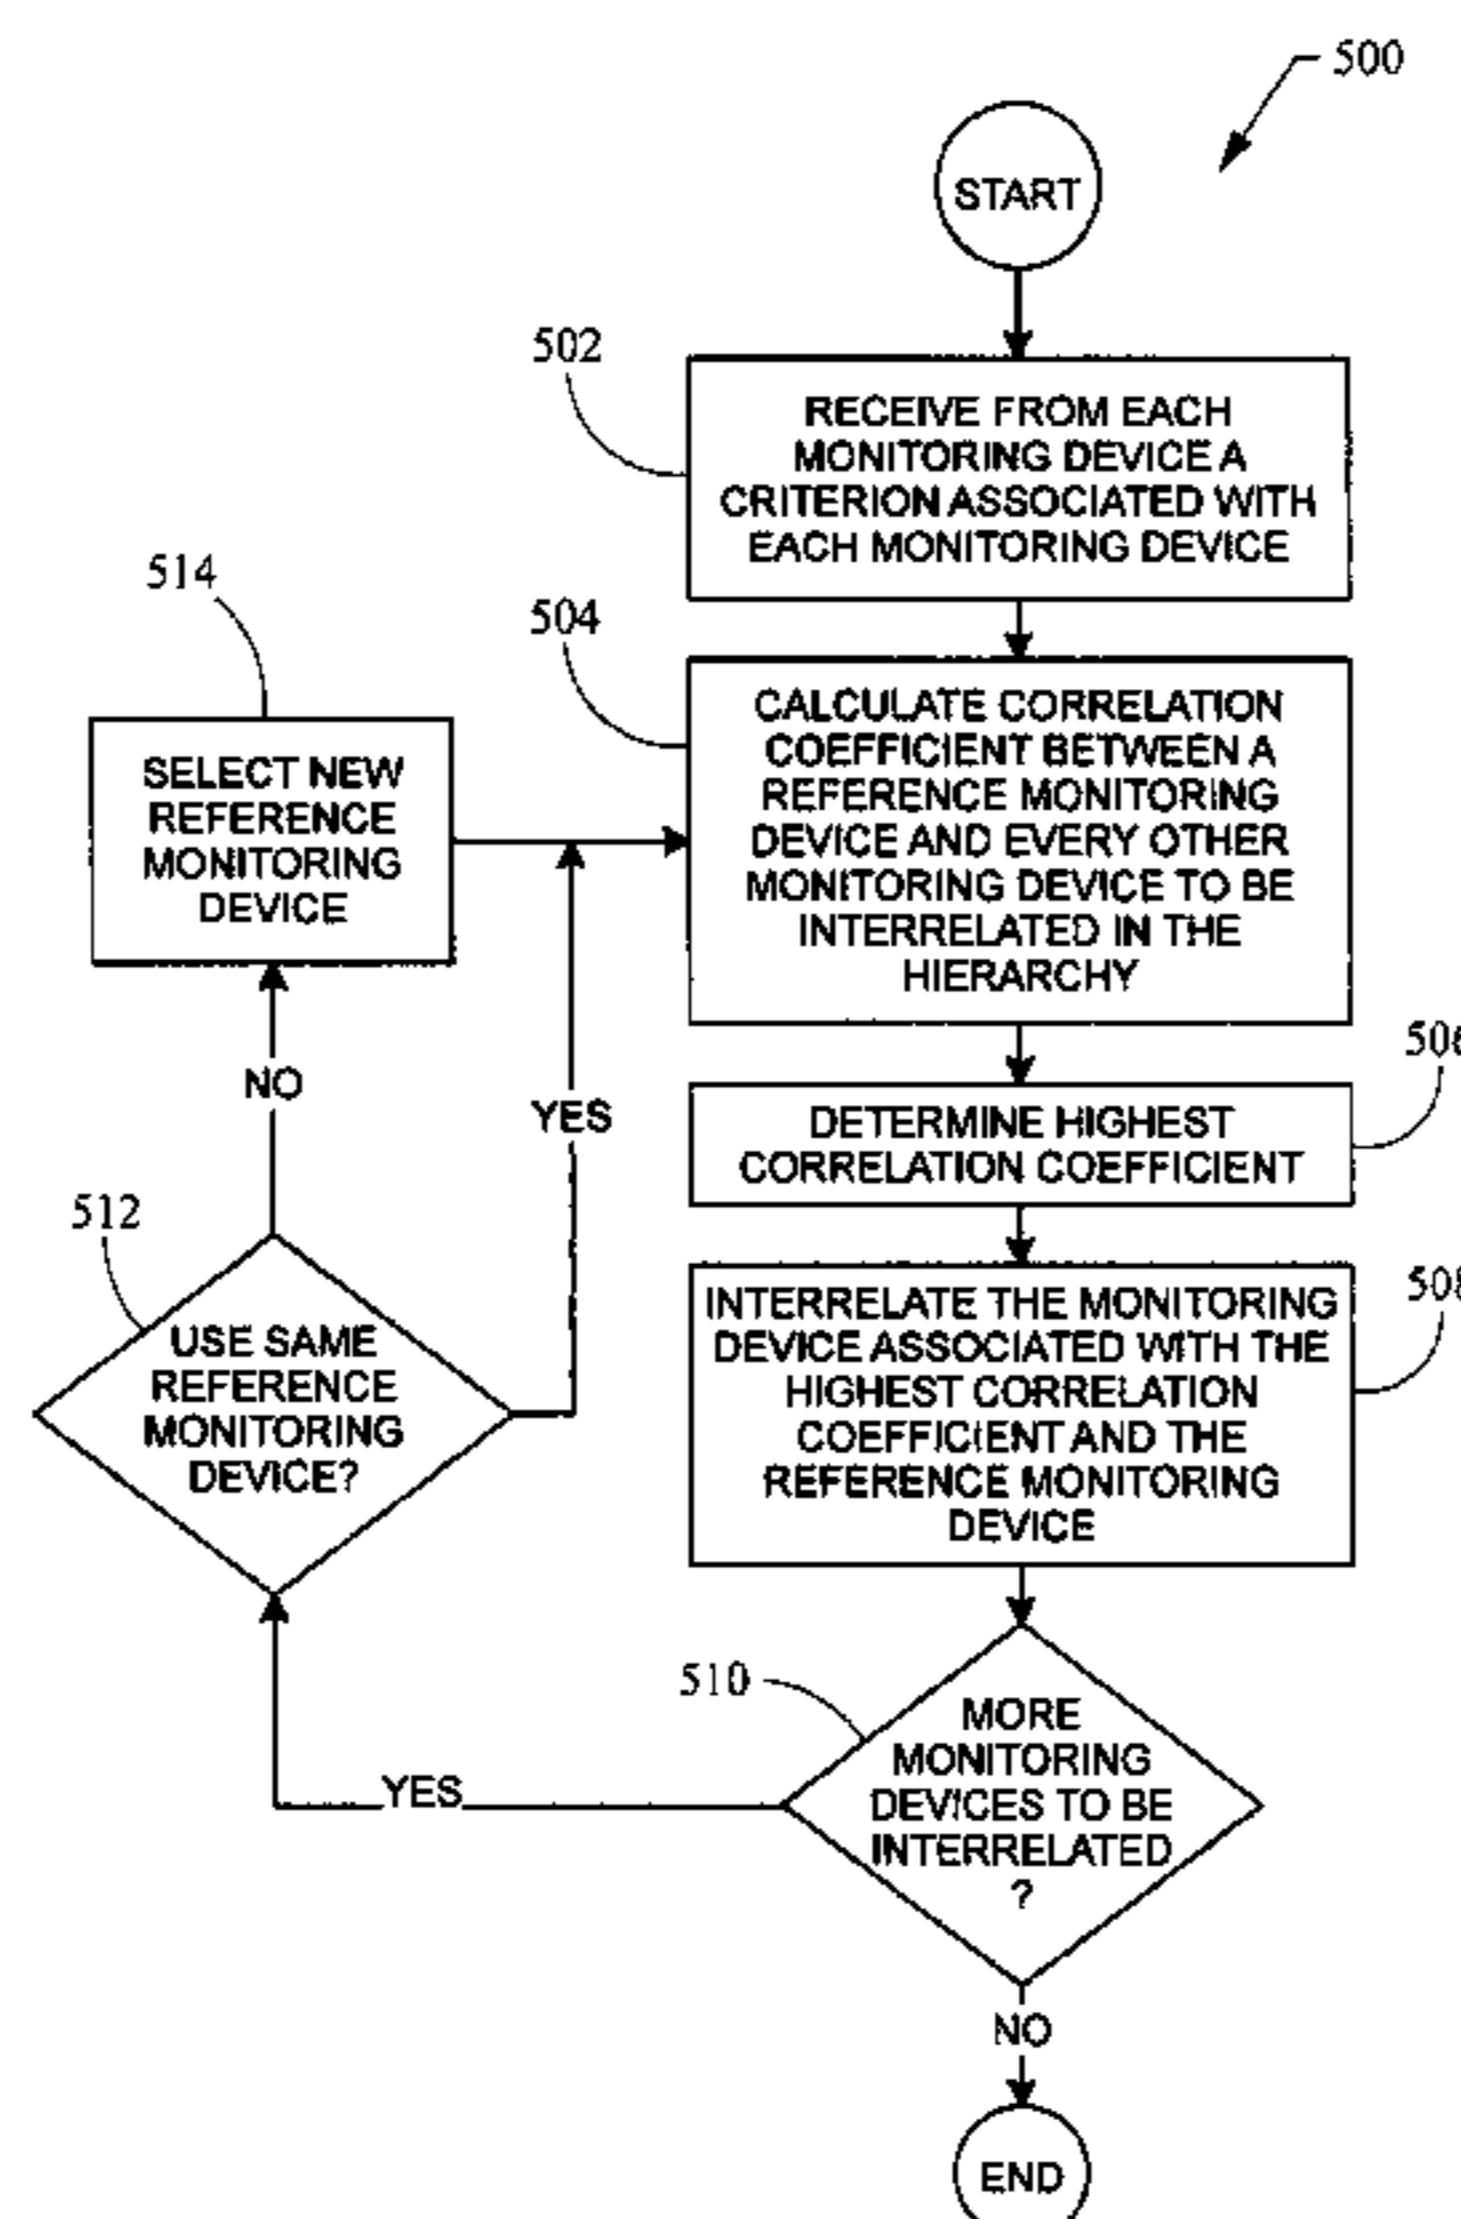 500
START
502
RECEIVE FROM EACH
MONITORING DEVICE A
CRITERION ASSOCIATED WITH
EACH MONITORING DEVICE
514
504
SELECT NEW
REFERENCE
MONITORING
DEVICE
CALCULATE CORRELATION
COEFFICIENT BETWEEN A
REFERENCE MONITORING
DEVICE AND EVERY OTHER
MONITORING DEVICE TO BE
INTERRELATED IN THE
HIERARCHY
NO
YES
506
DETERMINE HIGHEST
CORRELATION COEFFICIENT
512
USE SAME
REFERENCE
MONITORING
DEVICE?
508
INTERRELATE THE MONITORING
DEVICE ASSOCIATED WITH THE
HIGHEST CORRELATION
COEFFICIENT AND THE
REFERENCE MONITORING
DEVICE
510
MORE
MONITORING
DEVICES TO BE
INTERRELATED
?
YES
NO
END